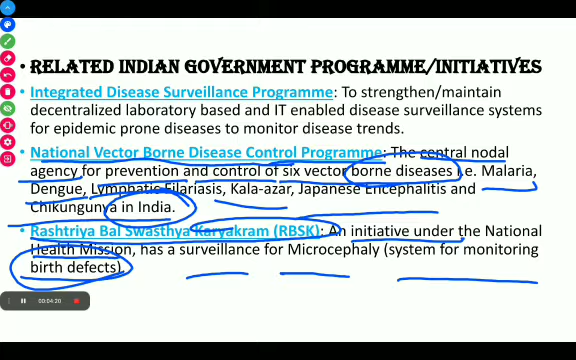 • RELATED INDIAN GOVERNMENT PROGRAMME/INITIATIVES
• Integrated Disease Surveillance Programme: To strengthen/maintain
decentralized laboratory based and IT enabled disease surveillance systems
for epidemic prone diseases to monitor disease trends.
• National Vector Borne Disease Control Programme: The central nodal
agency for prevention and control of six vector borne diseases i.e. Malaria,
Dengue, Lymphatic Filariasis, Kala-azar, Japanese Encephalitis and
Chikungunya in India.
• Rashtriya Bal Swasthya Karyakram (RBSK): An initiative under the National
Health Mission, has a surveillance for Microcephaly (system for monitoring
birth defects).
00:04:20